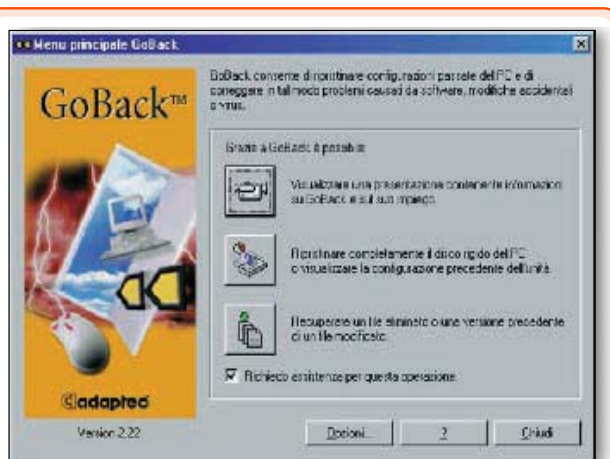 Menu principale GoBack
GoBack™
GoBack consente di ripristinare configurazioni passate del PC e di
correggere in tal modo problemi causati da software, modifiche accidentali
o virus.
Grazie a GoBack è possibile:
Visualizzare una presentazione contenente informazioni
su GoBack e sul suo impiego.
Ripristinare completamente il disco rigido del PC
o visualizzare la configurazione precedente dell'unità.
Recuperare un file eliminato o una versione precedente
di un file modificato.
Richiedo assistenza per questa operazione.
adaptec
Version 2.22
Opzioni...
?
Chiudi